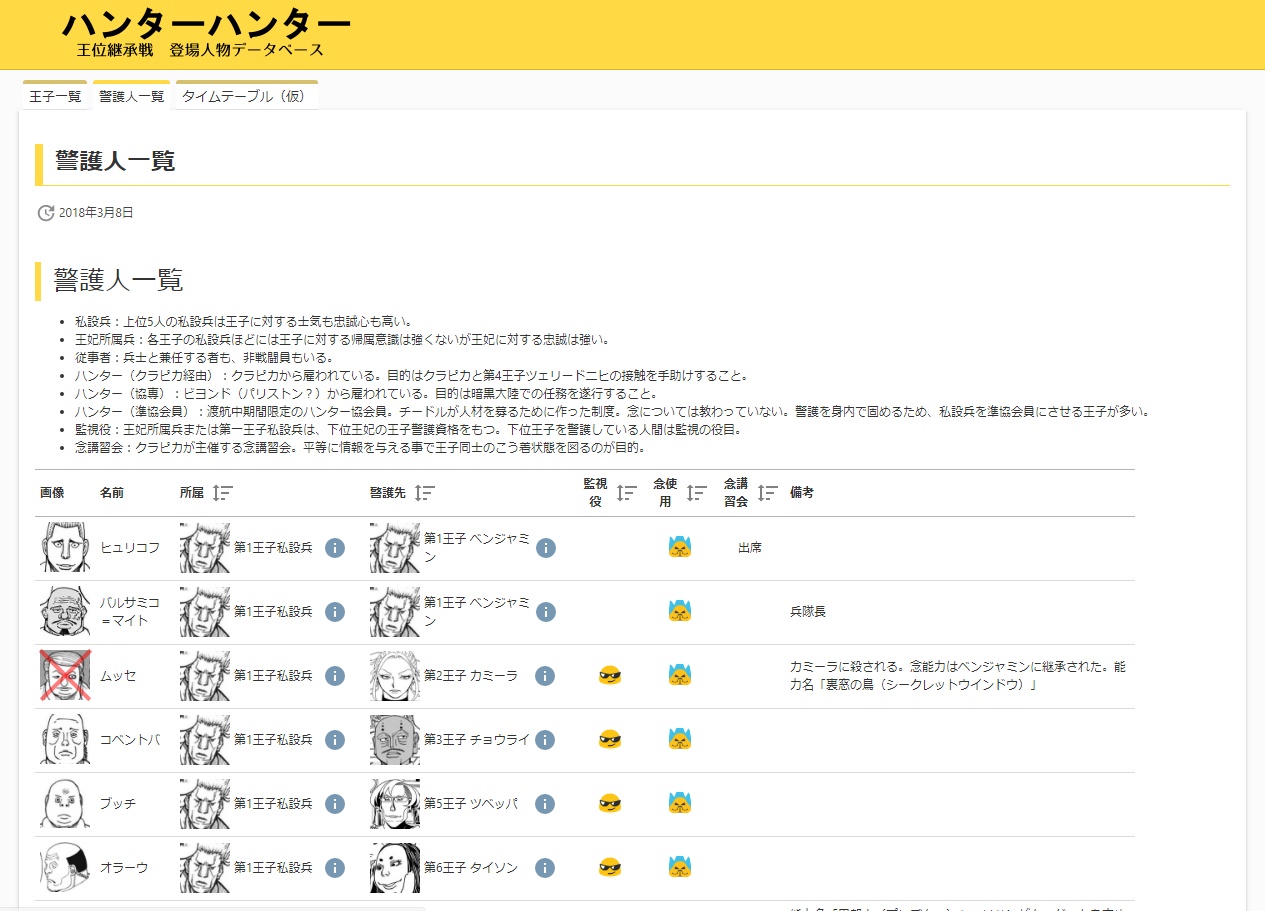 ハンターハンター
王位継承戦　登場人物データベース
王子一覧 警護人一覧 タイムテーブル（仮）
警護人一覧
2018年3月8日
警護人一覧
• 私設兵：上位5人の私設兵は王子に対する士気も忠誠心も高い。
• 王妃所属兵：各王子の私設兵ほどには王子に対する帰属意識は強くないが王妃に対する忠誠は強い。
• 従事者：兵士と兼任する者も、非戦闘員もいる。
• ハンター（クラピカ経由）：クラピカから雇われている。目的はクラピカと第4王子ツェリードニヒの接触を手助けすること。
• ハンター（協専）：ビヨンド（パリストン？）から雇われている。目的は暗黒大陸での任務を遂行すること。
• ハンター（準協会員）：渡航中期間限定のハンター協会員。チードルが人材を募るために作った制度。念については教わっていない。警護を身内で固めるため、私設兵を準協会員にさせる王子が多い。
• 監視役：王妃所属兵または第一王子私設兵は、下位王妃の王子警護資格をもつ。下位王子を警護している人間は監視の役目。
• 念講習会：クラピカが主催する念講習会。平等に情報を与える事で王子同士のこう着状態を図るのが目的。
画像 名前 所属 警護先 監視役 念使用 念講習会 備考
ヒュリコフ 第1王子私設兵 第1王子 ベンジャミン 出席
バルサミコ＝マイト 第1王子私設兵 第1王子 ベンジャミン 兵隊長
ムッセ 第1王子私設兵 第2王子 カミーラ カミーラに殺される。念能力はベンジャミンに継承された。能
力名「裏窓の鳥（シークレットウインドウ）」
コベントバ 第1王子私設兵 第3王子 チョウライ
ブッチ 第1王子私設兵 第5王子 ツベッパ
オラーウ 第1王子私設兵 第6王子 タイソン